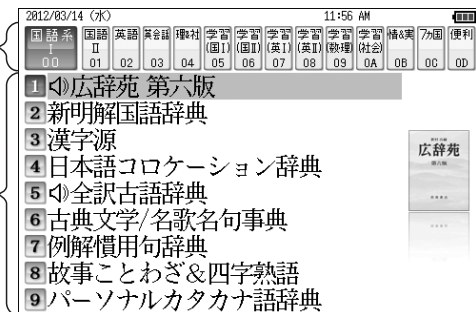 2012/03/14 (水) 11:56 AM
国語系 I 00 国語 II 01 英語 02 英会話 03 理&社 04 学習 (国I) 05 学習 (国II) 06 学習 (英I) 07 学習 (英II) 08 学習 (数・理) 09 学習 (社会) 0A 情&実 0B 7カ国 0C 便利 0D
1 広辞苑 第六版
2 新明解国語辞典
3 漢字源
4 日本語コロケーション辞典
5 全訳古語辞典
6 古典文学/名歌名句事典
7 例解慣用句辞典
8 故事ことわざ&四字熟語
9 パーソナルカタカナ語辞典
広辞苑
第六版